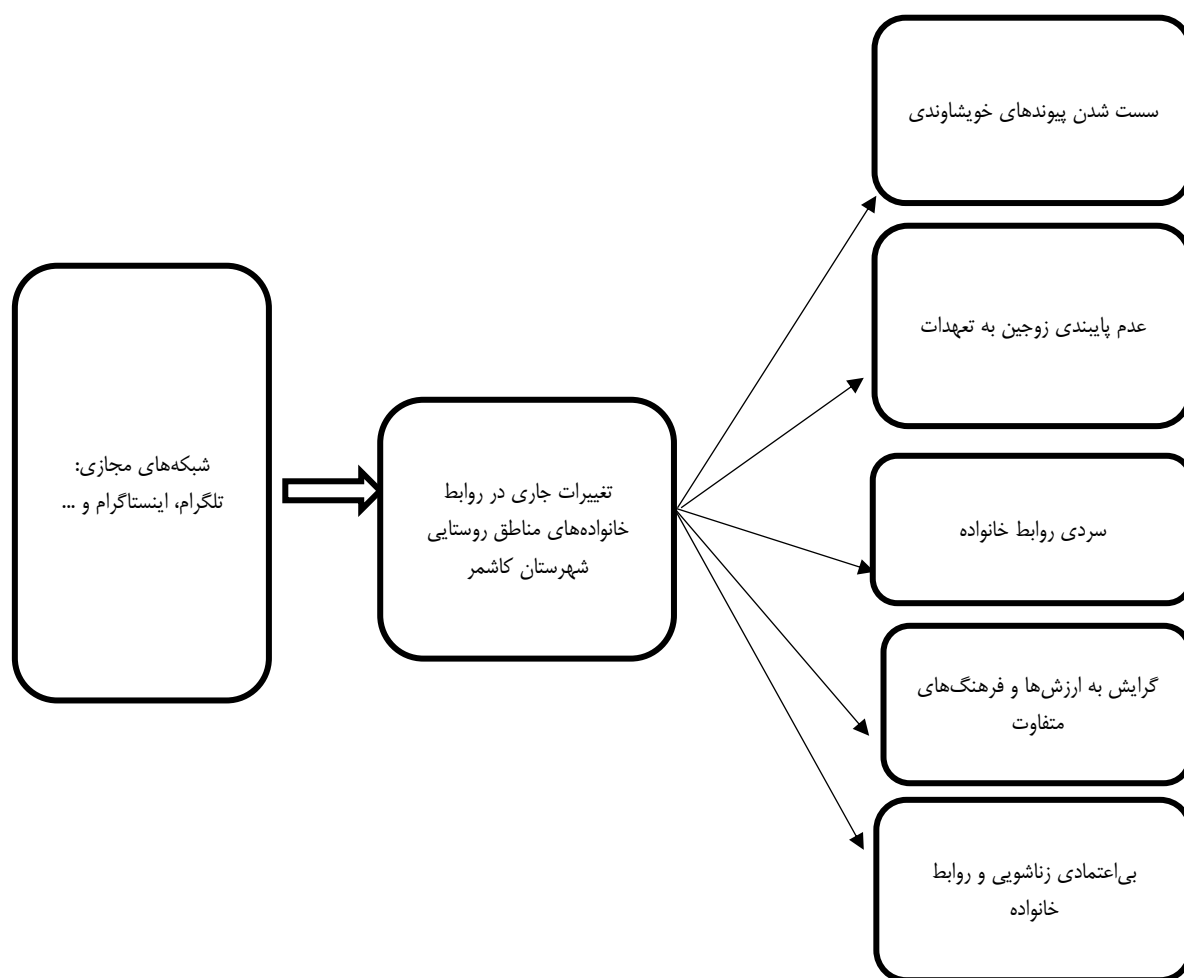 سست شدن پیوندهای خویشاوندی
عدم پایبندی زوجین به تعهدات
شبکه‌های مجازی:
تلگرام، اینستاگرام و ...
تغییرات جاری در روابط
خانواده‌های مناطق روستایی
شهرستان کاشمر
سردی روابط خانواده
گرایش به ارزش‌ها و فرهنگ‌های
متفاوت
بی‌اعتمادی زناشویی و روابط
خانواده